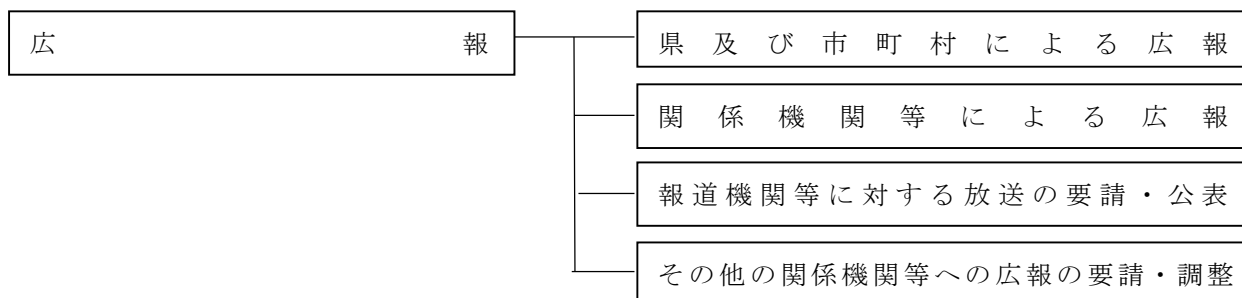 広報
県及び市町村による広報
関係機関等による広報
報道機関等に対する放送の要請・公表
その他の関係機関等への広報の要請・調整